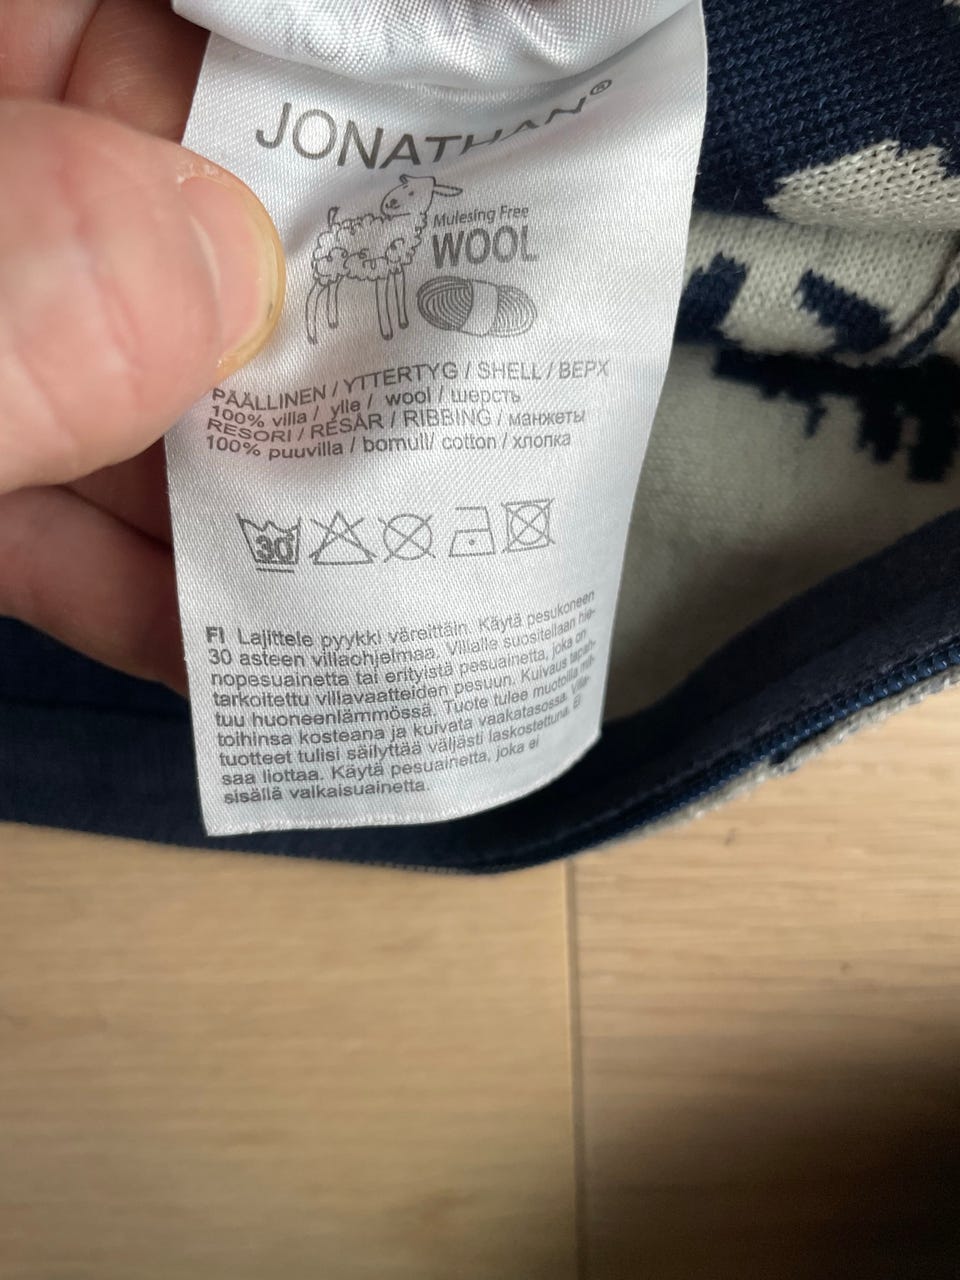 JONATHAN®
Mulesing Free
WOOL
PÄÄLLINEN / YTTERTYG / SHELL / ВЕРХ
100% villa / ylle / wool / шерсть
RESORI / RESÅR / RIBBING / манжеты
100% puuvilla / bomull/ cotton / хлопка
30
FI Lajittele pyykki väreittäin. Käytä pesukoneen
30 asteen villaohjelmaa. Villalle suositellaan hie-
nopesuainetta tai erityistä pesuainetta, joka on
tarkoitettu villavaatteiden pesuun. Kuivaus tapah-
tuu huoneenlämmössä. Tuote tulee muotoilla mit-
toihinsa kosteana ja kuivata vaakatasossa. Villa-
tuotteet tulisi säilyttää väljästi laskostettuna. Ei
saa liottaa. Käytä pesuainetta, joka ei
sisällä valkaisuainetta.